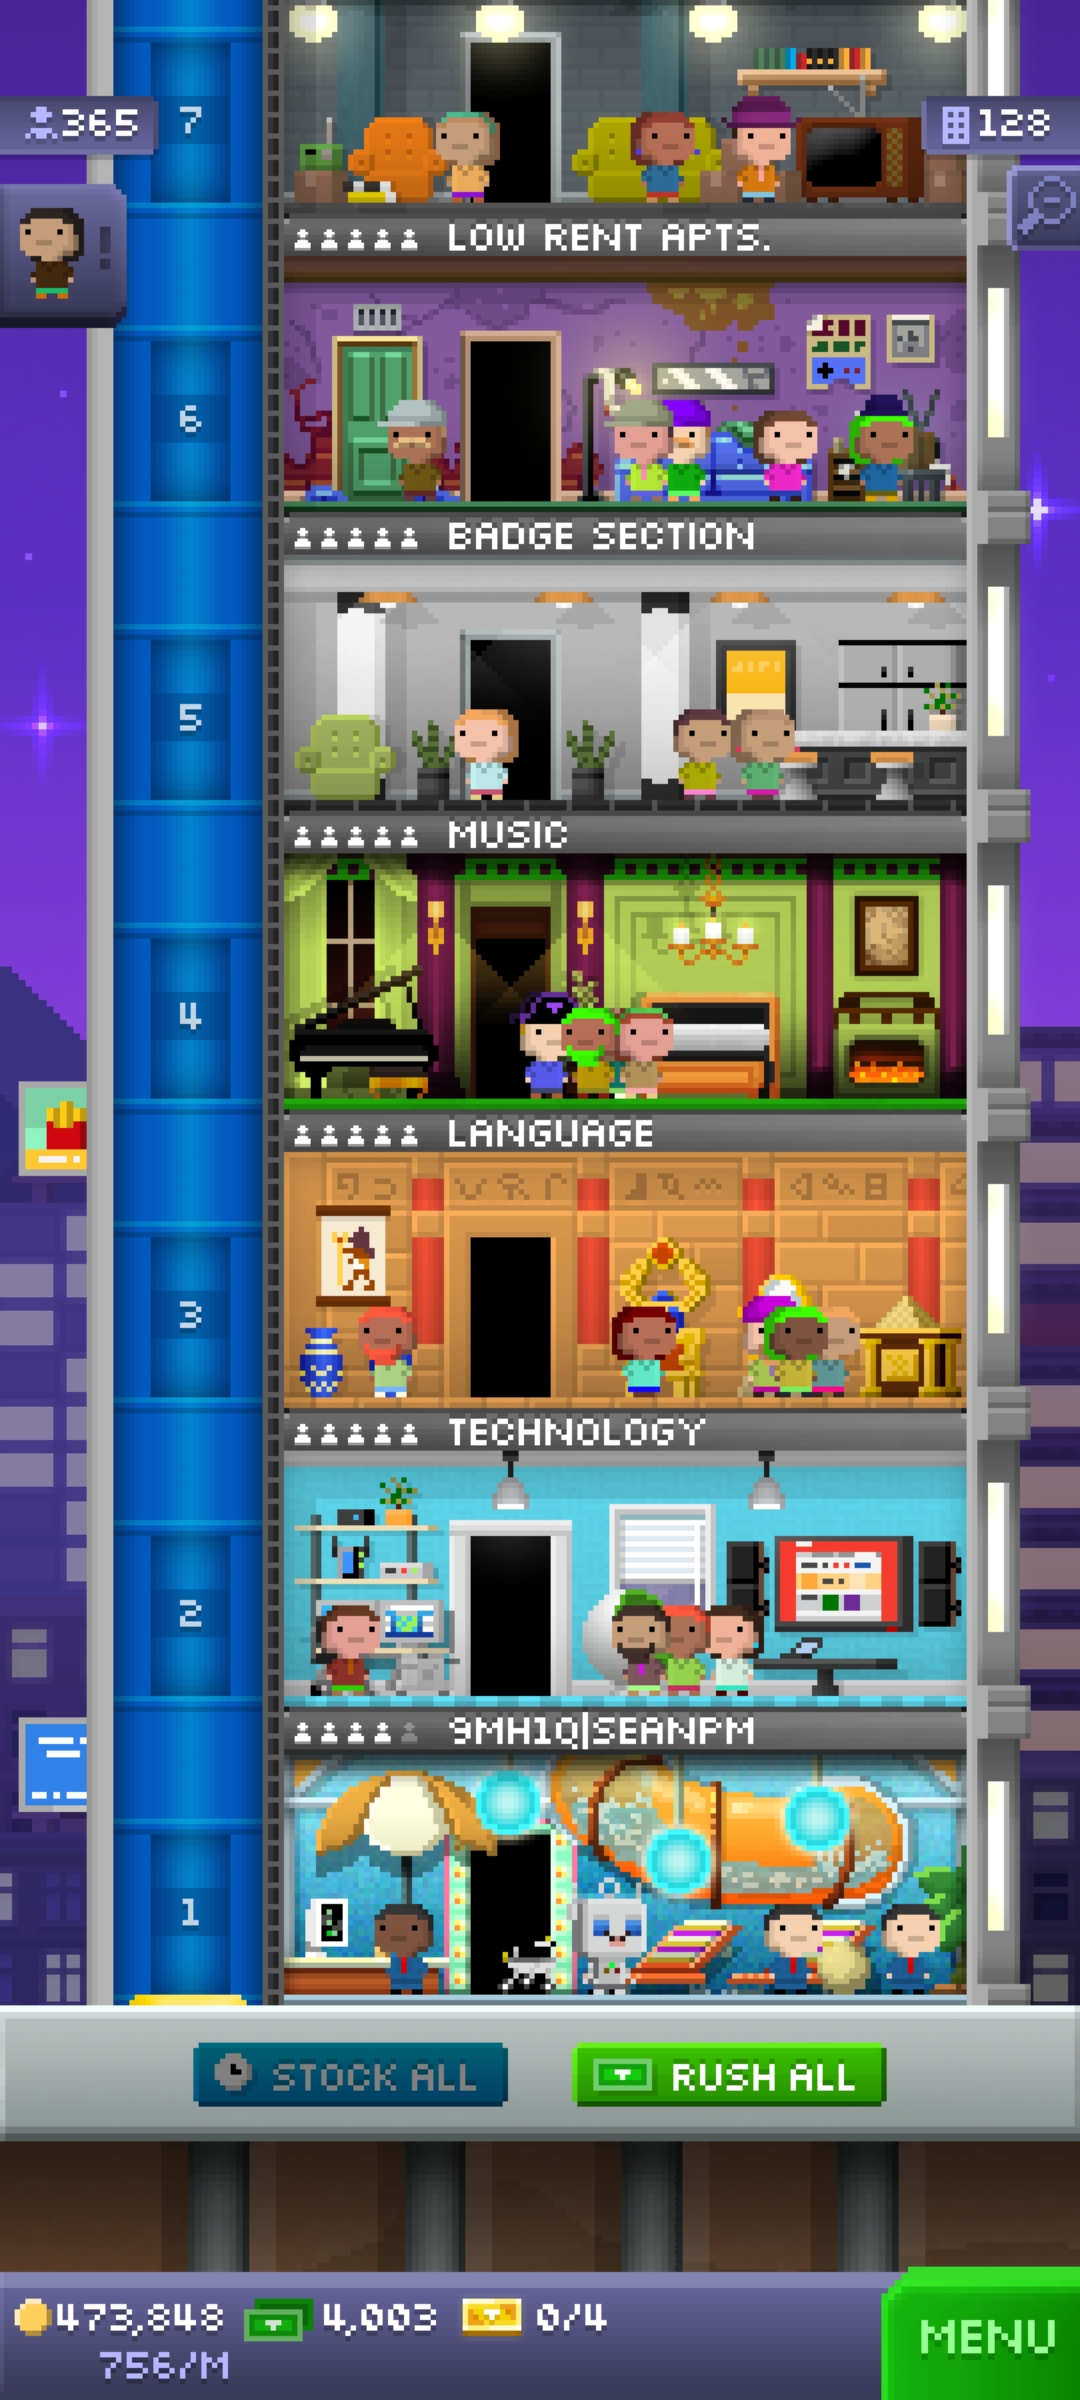 7
365
128
LOW RENT APTS.
6
BADGE SECTION
5
MUSIC
4
LANGUAGE
3
TECHNOLOGY
2
9MH1Q|SEANPM
1
STOCK ALL
RUSH ALL
473,848
4,003
0/4
756/M
MENU